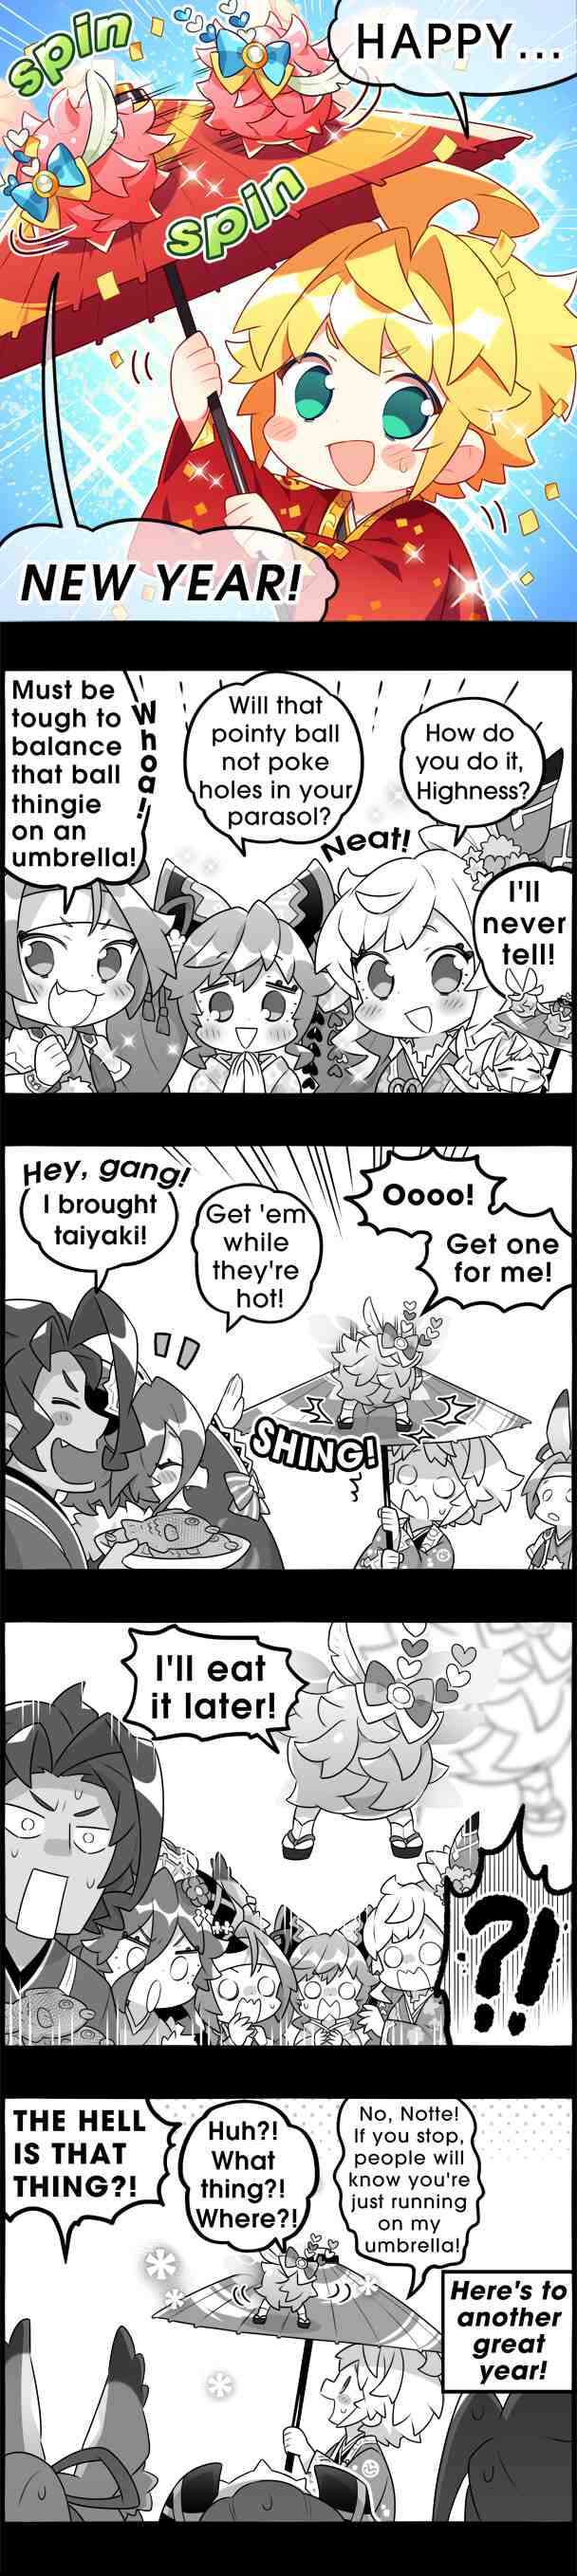 spin
HAPPY...
spin
NEW YEAR!
Must be
tough to
balance
that ball
thingie
on an
umbrella!
Whoa!
Will that
pointy ball
not poke
holes in your
parasol?
Neat!
How do
you do it,
Highness?
I'll
never
tell!
Hey, gang!
I brought
taiyaki!
Get 'em
while
they're
hot!
Oooo!
Get one
for me!
SHING!
I'll eat
it later!
?!
THE HELL
IS THAT
THING?!
Huh?!
What
thing?!
Where?!
No, Notte!
If you stop,
people will
know you're
just running
on my
umbrella!
Here's to
another
great
year!